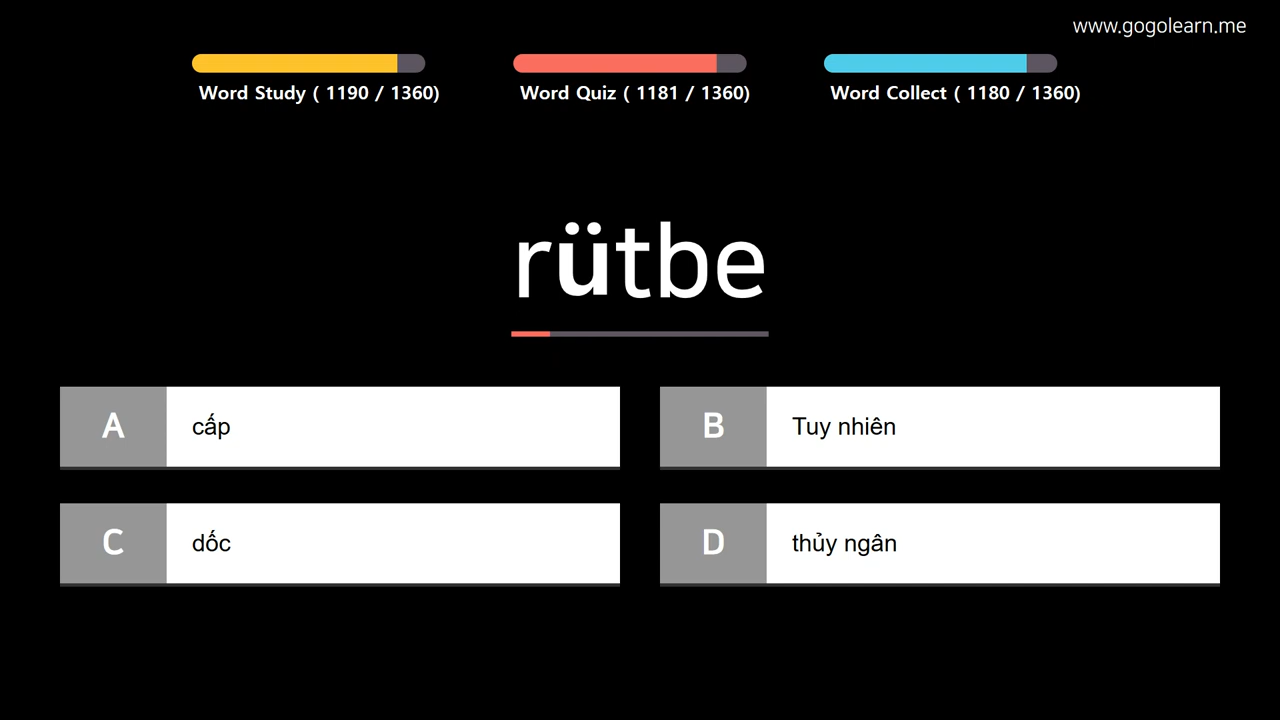 www.gogolearn.me
Word Study ( 1190 / 1360)
Word Quiz ( 1181 / 1360)
Word Collect ( 1180 / 1360)
rütbe
A cấp
B Tuy nhiên
C dốc
D thủy ngân